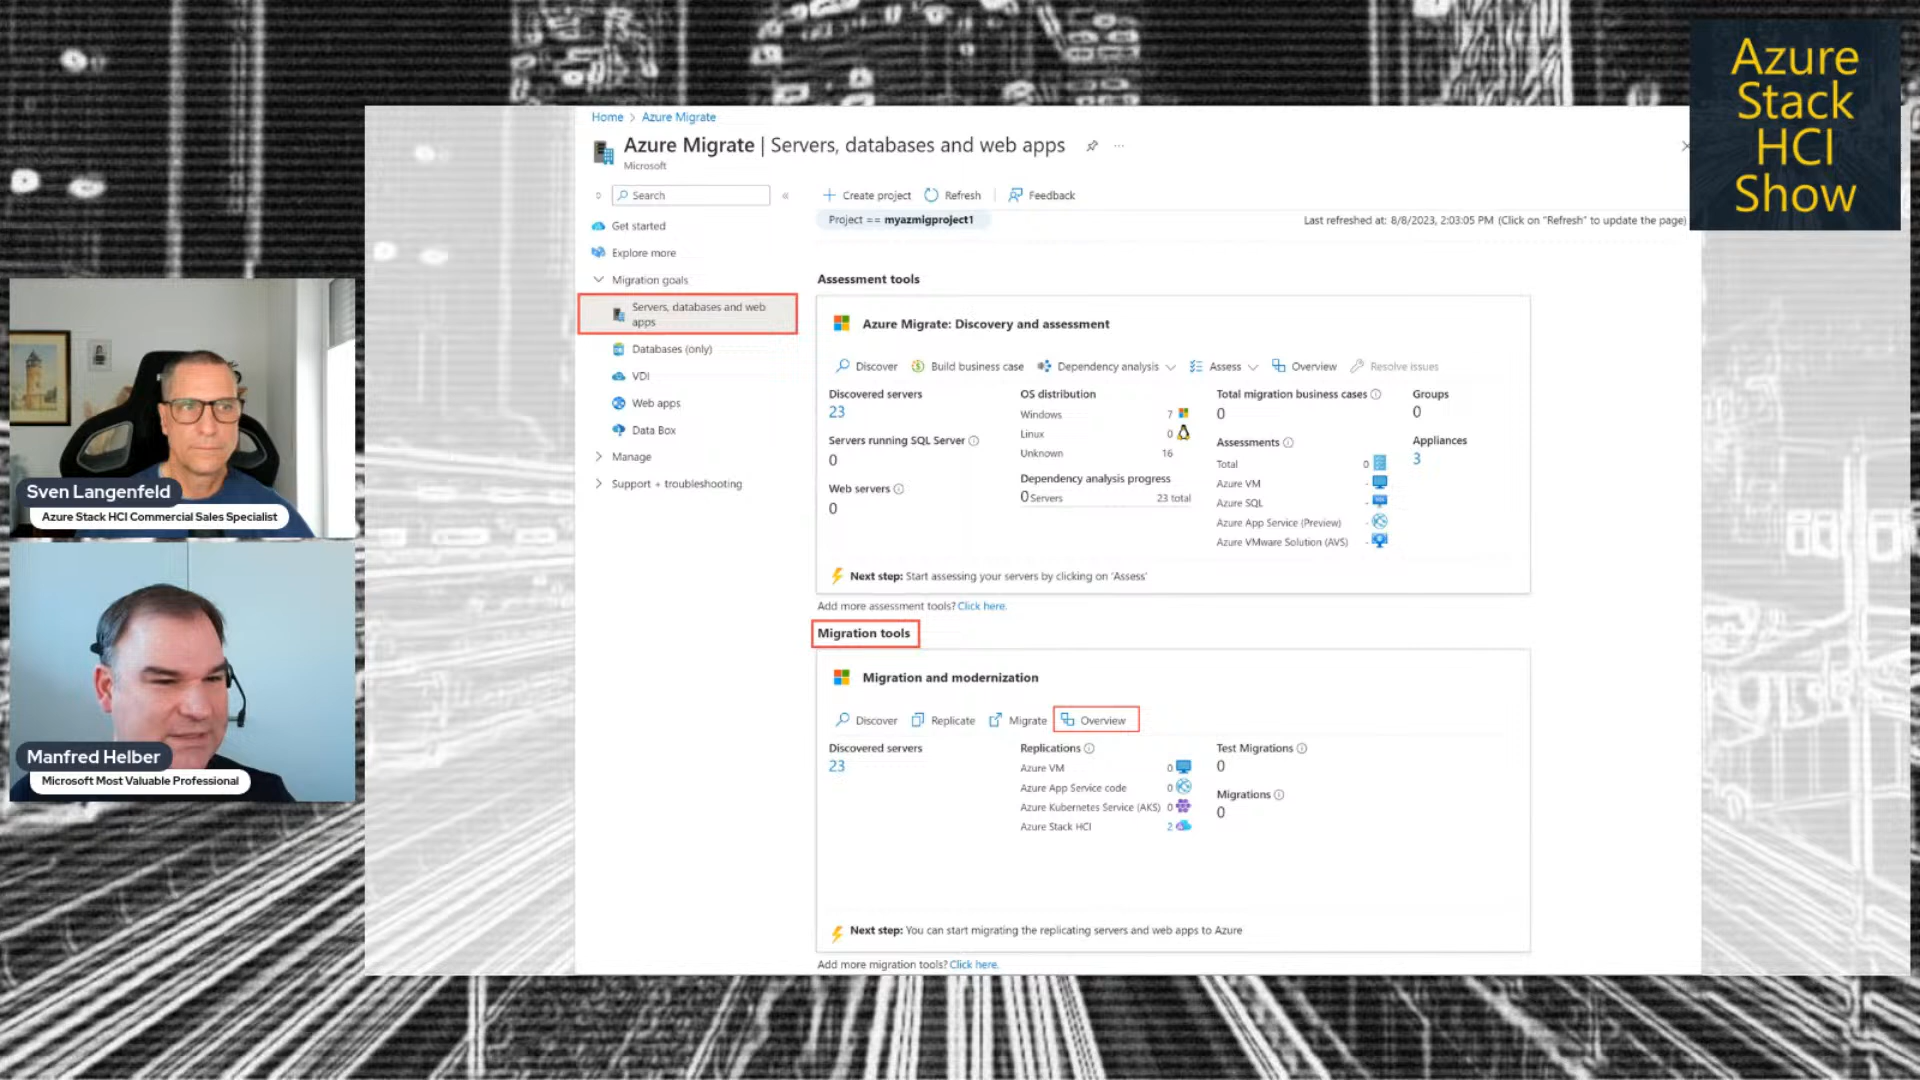 Azure
Stack
HCI
Show
Home > Azure Migrate
Azure Migrate | Servers, databases and web apps
Microsoft
Search
Get started
Explore more
Migration goals
Servers, databases and web
apps
Databases (only)
VDI
Web apps
Data Box
Manage
Support + troubleshooting
Create project
Refresh
Feedback
Project == myazmigproject1
Last refreshed at: 8/8/2023, 2:03:05 PM (Click on "Refresh" to update the page)
Assessment tools
Azure Migrate: Discovery and assessment
Discover
Build business case
Dependency analysis
Assess
Overview
Resolve issues
Discovered servers
23
Servers running SQL Server
0
Web servers
0
OS distribution
Windows 7
Linux 0
Unknown 16
Dependency analysis progress
0 Servers 23 total
Total migration business cases
0
Assessments
Total 0
Azure VM -
Azure SQL -
Azure App Service (Preview) -
Azure VMware Solution (AVS) -
Groups
0
Appliances
3
Next step: Start assessing your servers by clicking on 'Assess'
Add more assessment tools? Click here.
Migration tools
Migration and modernization
Discover
Replicate
Migrate
Overview
Discovered servers
23
Replications
Azure VM 0
Azure App Service code 0
Azure Kubernetes Service (AKS) 0
Azure Stack HCI 2
Test Migrations
0
Migrations
0
Next step: You can start migrating the replicating servers and web apps to Azure
Add more migration tools? Click here.
Sven Langenfeld
Azure Stack HCI Commercial Sales Specialist
Manfred Helber
Microsoft Most Valuable Professional